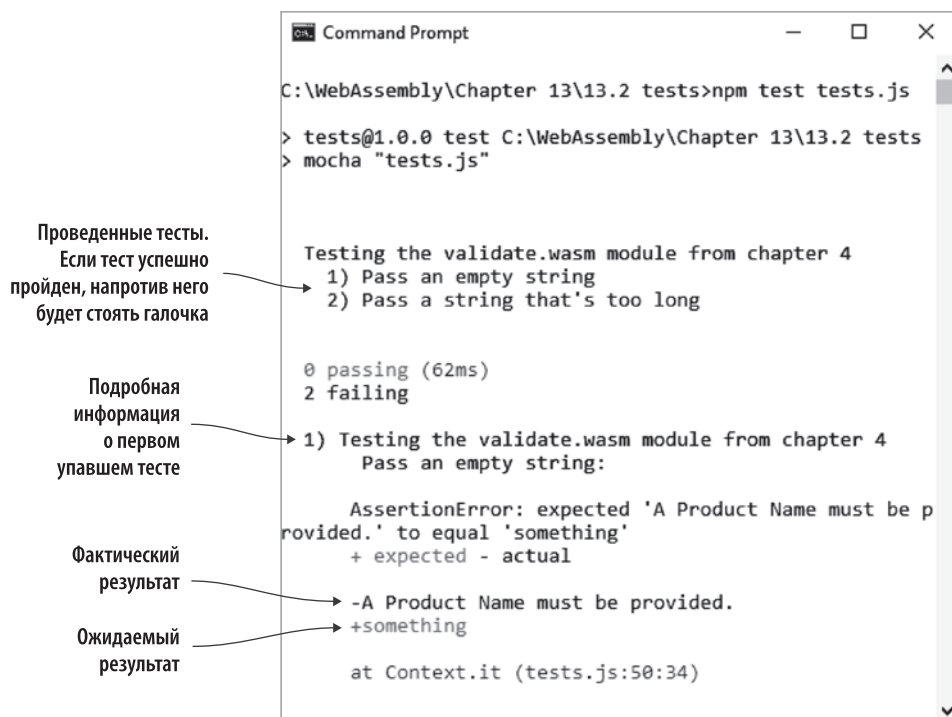 Command Prompt
C:\WebAssembly\Chapter 13\13.2 tests>npm test tests.js
> tests@1.0.0 test C:\WebAssembly\Chapter 13\13.2 tests
> mocha "tests.js"
Проведенные тесты.
Если тест успешно
пройден, напротив него
будет стоять галочка
Testing the validate.wasm module from chapter 4
1) Pass an empty string
2) Pass a string that's too long
0 passing (62ms)
2 failing
Подробная
информация
о первом
упавшем тесте
1) Testing the validate.wasm module from chapter 4
Pass an empty string:
AssertionError: expected 'A Product Name must be p
rovided.' to equal 'something'
+ expected - actual
Фактический
результат
-A Product Name must be provided.
Ожидаемый
результат
+something
at Context.it (tests.js:50:34)